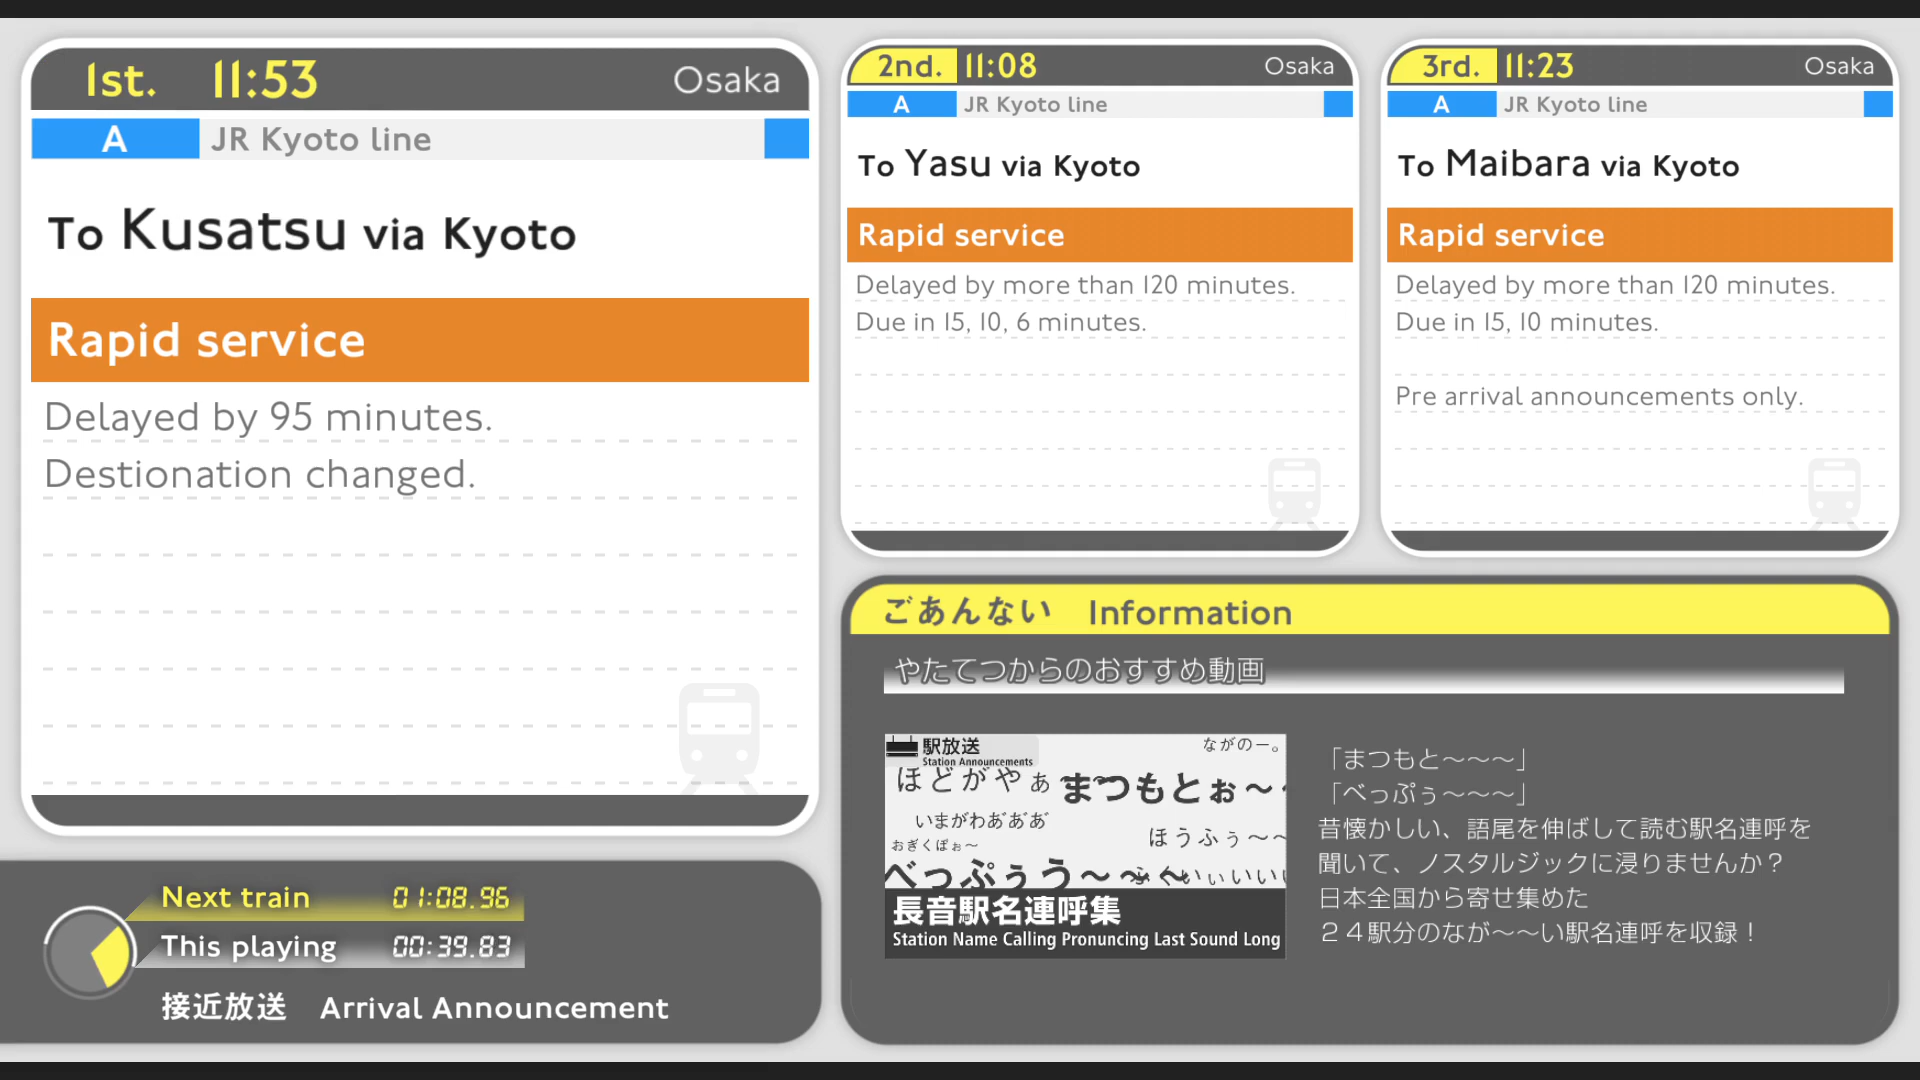 1st. 11:53 Osaka
A JR Kyoto line
To Kusatsu via Kyoto
Rapid service
Delayed by 95 minutes.
Destionation changed.
2nd. 11:08 Osaka
A JR Kyoto line
To Yasu via Kyoto
Rapid service
Delayed by more than 120 minutes.
Due in 15, 10, 6 minutes.
3rd. 11:23 Osaka
A JR Kyoto line
To Maibara via Kyoto
Rapid service
Delayed by more than 120 minutes.
Due in 15, 10 minutes.
Pre arrival announcements only.
Next train 01:08.96
This playing 00:39.83
接近放送 Arrival Announcement
ごあんない Information
やたてつからのおすすめ動画
駅放送
Station Announcements
ながのー。
ほどがやぁ
まつもとぉ～
いまがわあ゙あ゙あ゙
ほうふぅ～～
おぎくぼぉ～
べっぷぅう～～～
長音駅名連呼集
Station Name Calling Pronuncing Last Sound Long
「まつもと～～～」
「べっぷぅ～～～」
昔懐かしい、語尾を伸ばして読む駅名連呼を
聞いて、ノスタルジックに浸りませんか？
日本全国から寄せ集めた
２４駅分のなが～～い駅名連呼を収録！